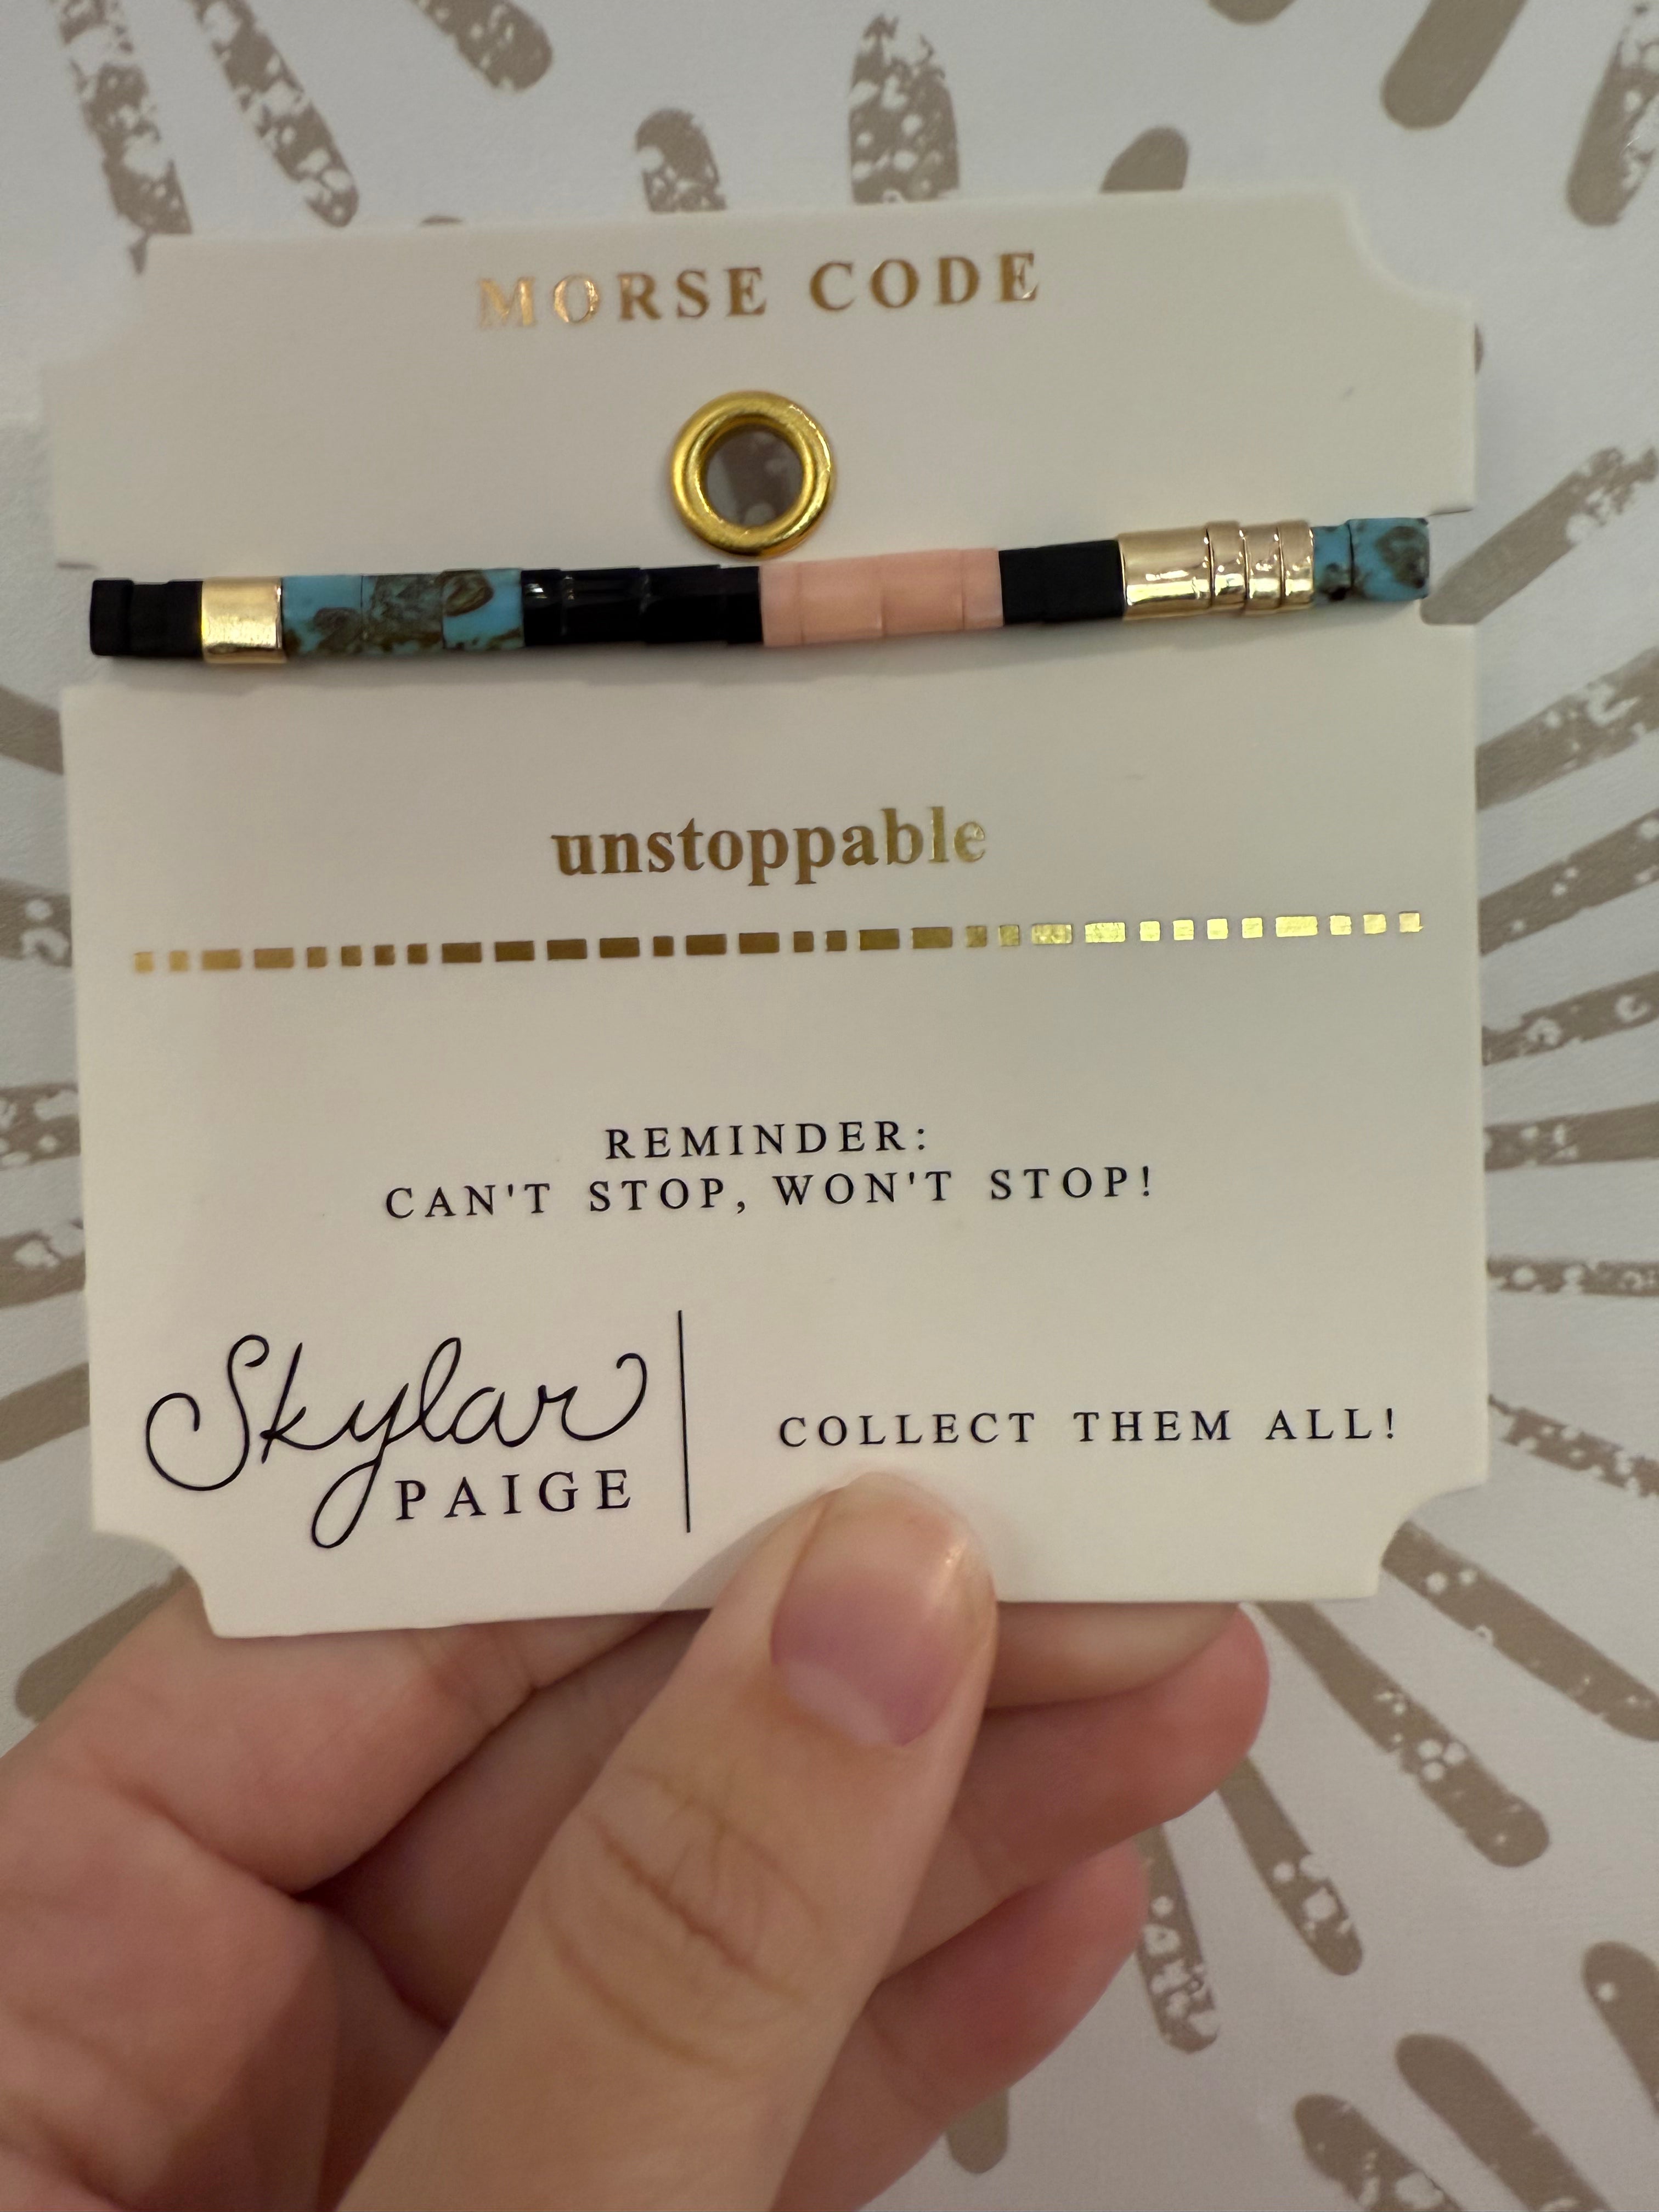 MORSE CODE
unstoppable
REMINDER:
CAN'T STOP, WON'T STOP!
Skylar
PAIGE
COLLECT THEM ALL!